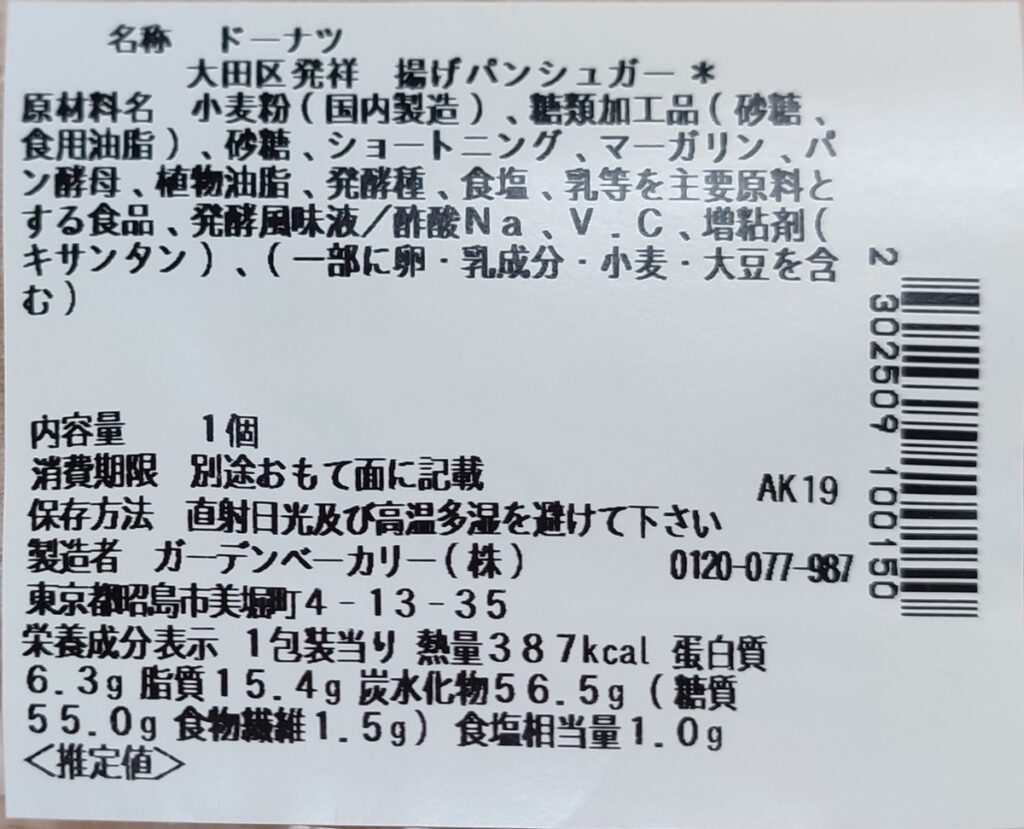 名称　ドーナツ
大田区発祥　揚げパンシュガー＊
原材料名　小麦粉（国内製造）、糖類加工品（砂糖、
食用油脂）、砂糖、ショートニング、マーガリン、パ
ン酵母、植物油脂、発酵種、食塩、乳等を主要原料と
する食品、発酵風味液／酢酸Ｎａ、Ｖ．Ｃ、増粘剤（
キサンタン）、（一部に卵・乳成分・小麦・大豆を含
む）
内容量　１個
消費期限　別途おもて面に記載
AK19
保存方法　直射日光及び高温多湿を避けて下さい
製造者　ガーデンベーカリー（株）　0120-077-987
東京都昭島市美堀町４－１３－３５
栄養成分表示　１包装当り　熱量３８７kcal　蛋白質
６.３g　脂質１５.４g　炭水化物５６.５g（糖質
５５.０g　食物繊維１.５g）　食塩相当量１.０g
＜推定値＞
2 302509 100150